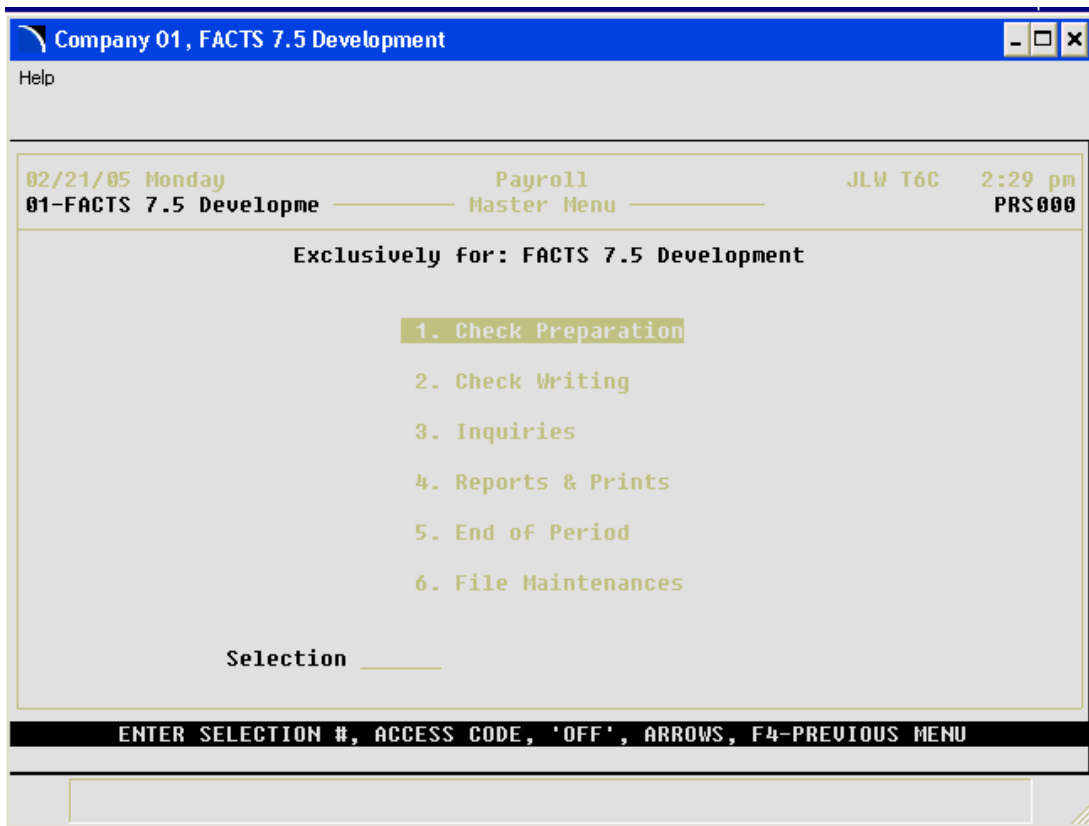 Company 01, FACTS 7.5 Development
Help
02/21/05 Monday Payroll JLW T6C 2:29 pm
01-FACTS 7.5 Developme Master Menu PRS000
Exclusively for: FACTS 7.5 Development
1. Check Preparation
2. Check Writing
3. Inquiries
4. Reports & Prints
5. End of Period
6. File Maintenances
Selection ______
ENTER SELECTION #, ACCESS CODE, 'OFF', ARROWS, F4-PREVIOUS MENU